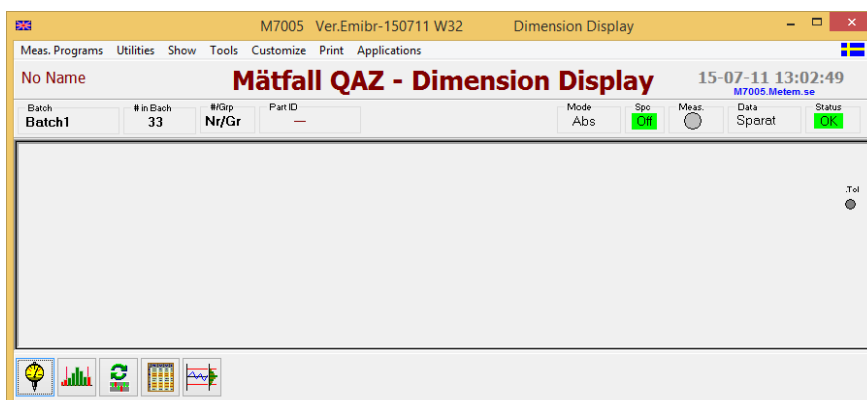 M7005 Ver.Emibr-150711 W32 Dimension Display
Meas. Programs Utilities Show Tools Customize Print Applications
No Name Mätfall QAZ - Dimension Display 15-07-11 13:02:49
M7005.Metem.se
Batch # in Bach #/Grp Part ID Mode Spc Meas. Data Status
Batch1 33 Nr/Gr --- Abs Off Sparat OK
.Tol